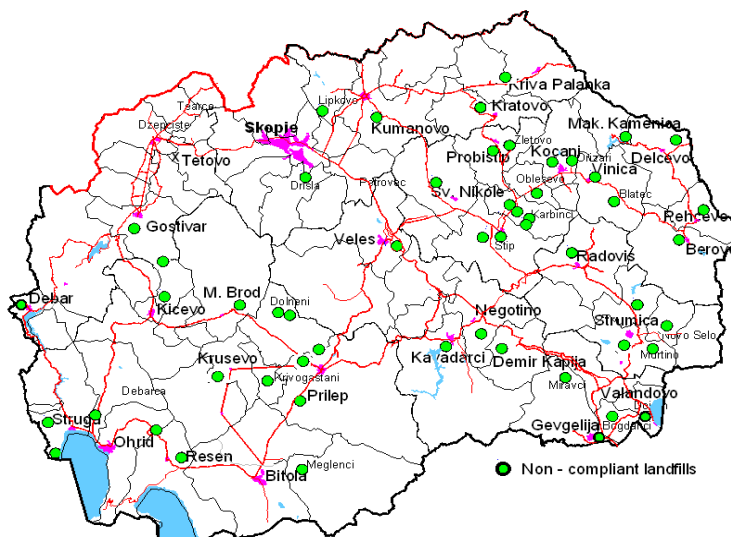 Kriva Palanka
Tearce
Lipkovo
Kratovo
Dzepciste
Skopje
Kumanovo
Mak. Kamenica
Zletovo
Tetovo
Probistip
Kocani
Orizari
Delcevo
Drisla
Petrovec
Oblesevo
Vinica
Sv. Nikole
Blatec
Karbinci
Pehcevo
Gostivar
Veles
Stip
Berovo
Radovis
Debar
M. Brod
Dolneni
Kicevo
Negotino
Strumica
Novo Selo
Kavadarci
Demir Kapija
Murtino
Krusevo
Krivogastani
Miravci
Debarca
Prilep
Valandovo
Struga
Gevgelija
Bogdanci
Ohrid
Resen
Meglenci
Bitola
Non - compliant landfills